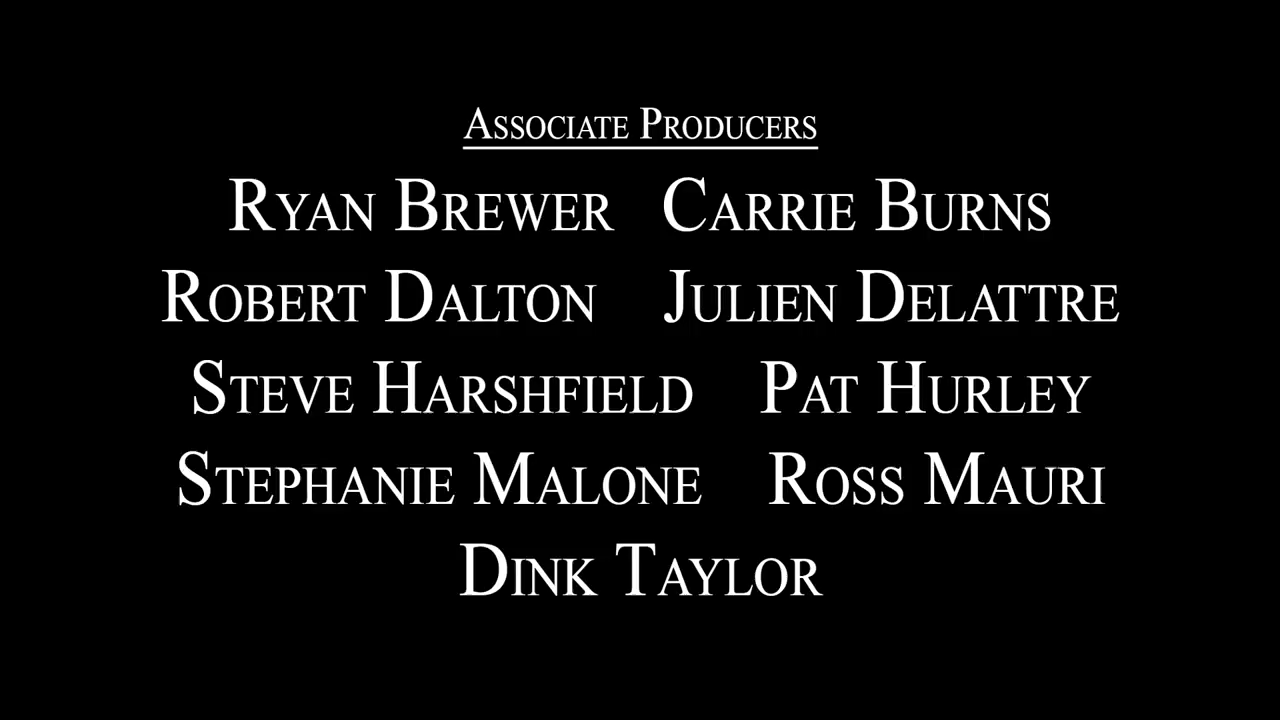 Associate Producers
Ryan Brewer Carrie Burns
Robert Dalton Julien Delattre
Steve Harshfield Pat Hurley
Stephanie Malone Ross Mauri
Dink Taylor